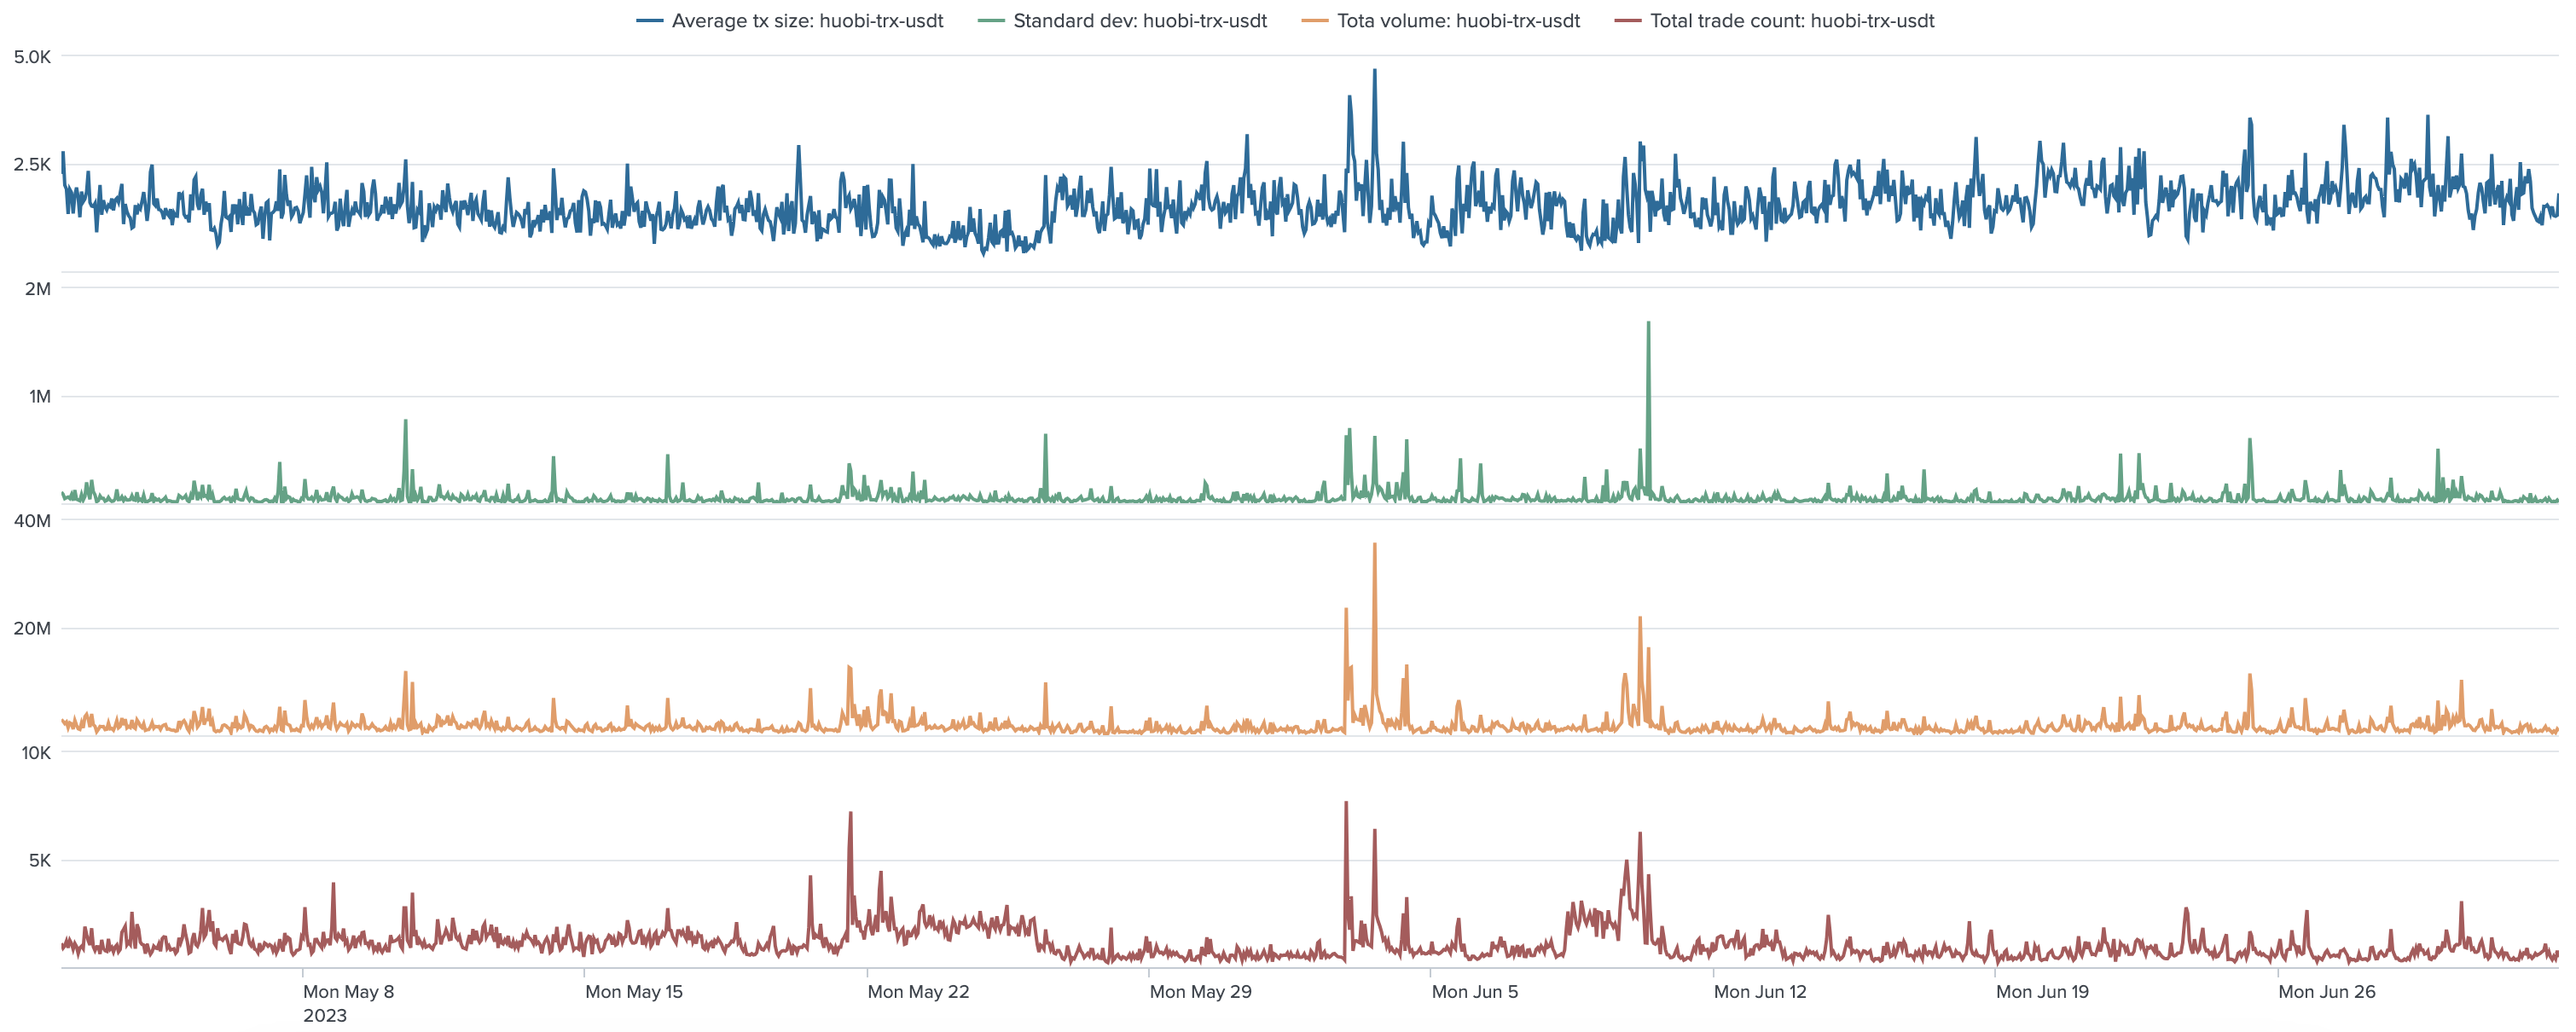 Average tx size: huobi-trx-usdt Standard dev: huobi-trx-usdt Tota volume: huobi-trx-usdt Total trade count: huobi-trx-usdt
5.0K
2.5K
2M
1M
40M
20M
10K
5K
Mon May 8 Mon May 15 Mon May 22 Mon May 29 Mon Jun 5 Mon Jun 12 Mon Jun 19 Mon Jun 26
2023